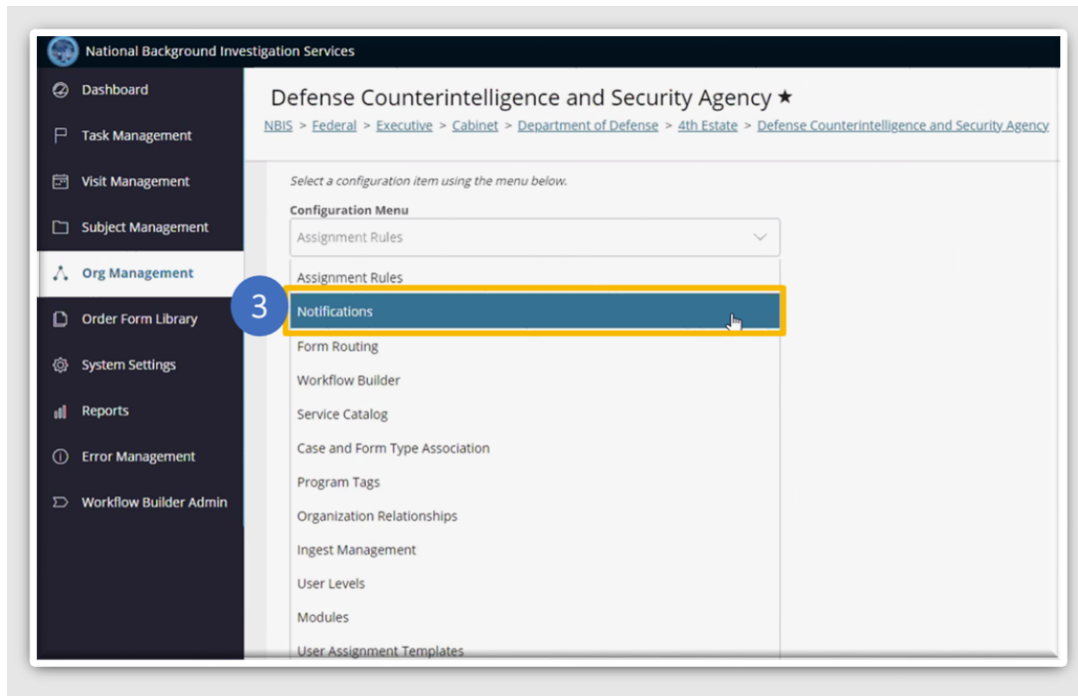 National Background Investigation Services
Dashboard
Task Management
Visit Management
Subject Management
Org Management
Order Form Library
System Settings
Reports
Error Management
Workflow Builder Admin
Defense Counterintelligence and Security Agency ★
NBIS > Federal > Executive > Cabinet > Department of Defense > 4th Estate > Defense Counterintelligence and Security Agency
Select a configuration item using the menu below.
Configuration Menu
Assignment Rules
Assignment Rules
3
Notifications
Form Routing
Workflow Builder
Service Catalog
Case and Form Type Association
Program Tags
Organization Relationships
Ingest Management
User Levels
Modules
User Assignment Templates